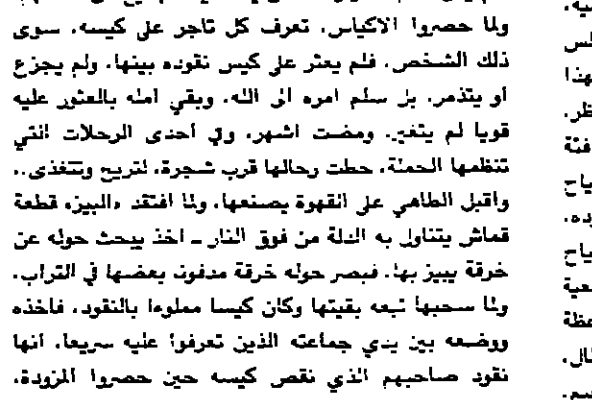 ولما حصروا الاكياس، تعرف كل تاجر على كيسه، سوى
ذلك الشخص، فلم يعثر على كيس نقوده بينها، ولم يجزع
أو يتذمر، بل سلم امره الى الله، وبقي امله بالعثور عليه
قويا لم يتغير. ومضت اشهر، وفي أحدى الرحلات التي
تنظمها الحملة، حطت رحالها قرب شجرة، لتريح وتتغذى..
واقبل الطاهي على القهوة يصنعها، ولما افتقد «البيز» قطعة
قماش يتناول به الدلة من فوق النار ـ اخذ يبحث حوله عن
خرقة يبيز بها، فبصر حوله خرقة مدفون بعضها في التراب،
ولما سحبها تبعه بقيتها وكان كيسا مملوءا بالنقود، فاخذه
ووضعه بين يدي جماعته الذين تعرفوا عليه سريعا، انها
نقود صاحبهم الذي نقص كيسه حين حصروا المزودة،